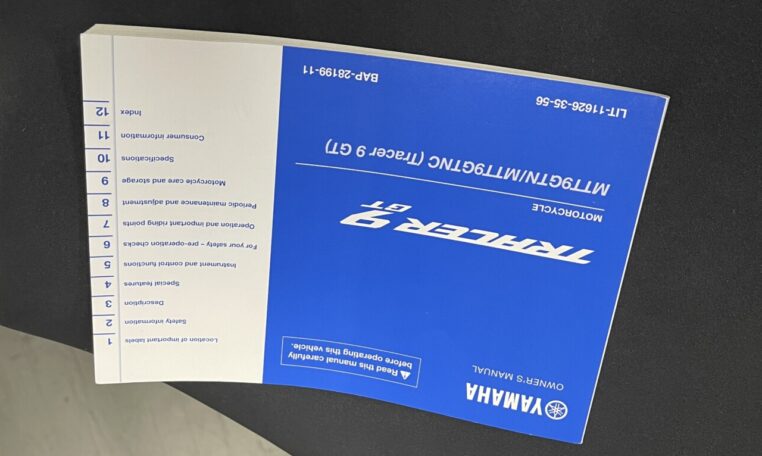 YAMAHA
OWNER'S MANUAL
⚠ Read this manual carefully
before operating this vehicle.
TRACER 9
GT
MOTORCYCLE
MTT9GTN/MTT9GTNC (Tracer 9 GT)
LIT-11626-35-56
BAP-28199-11
Location of important labels 1
Safety information 2
Description 3
Special features 4
Instrument and control functions 5
For your safety – pre-operation checks 6
Operation and important riding points 7
Periodic maintenance and adjustment 8
Motorcycle care and storage 9
Specifications 10
Consumer information 11
Index 12